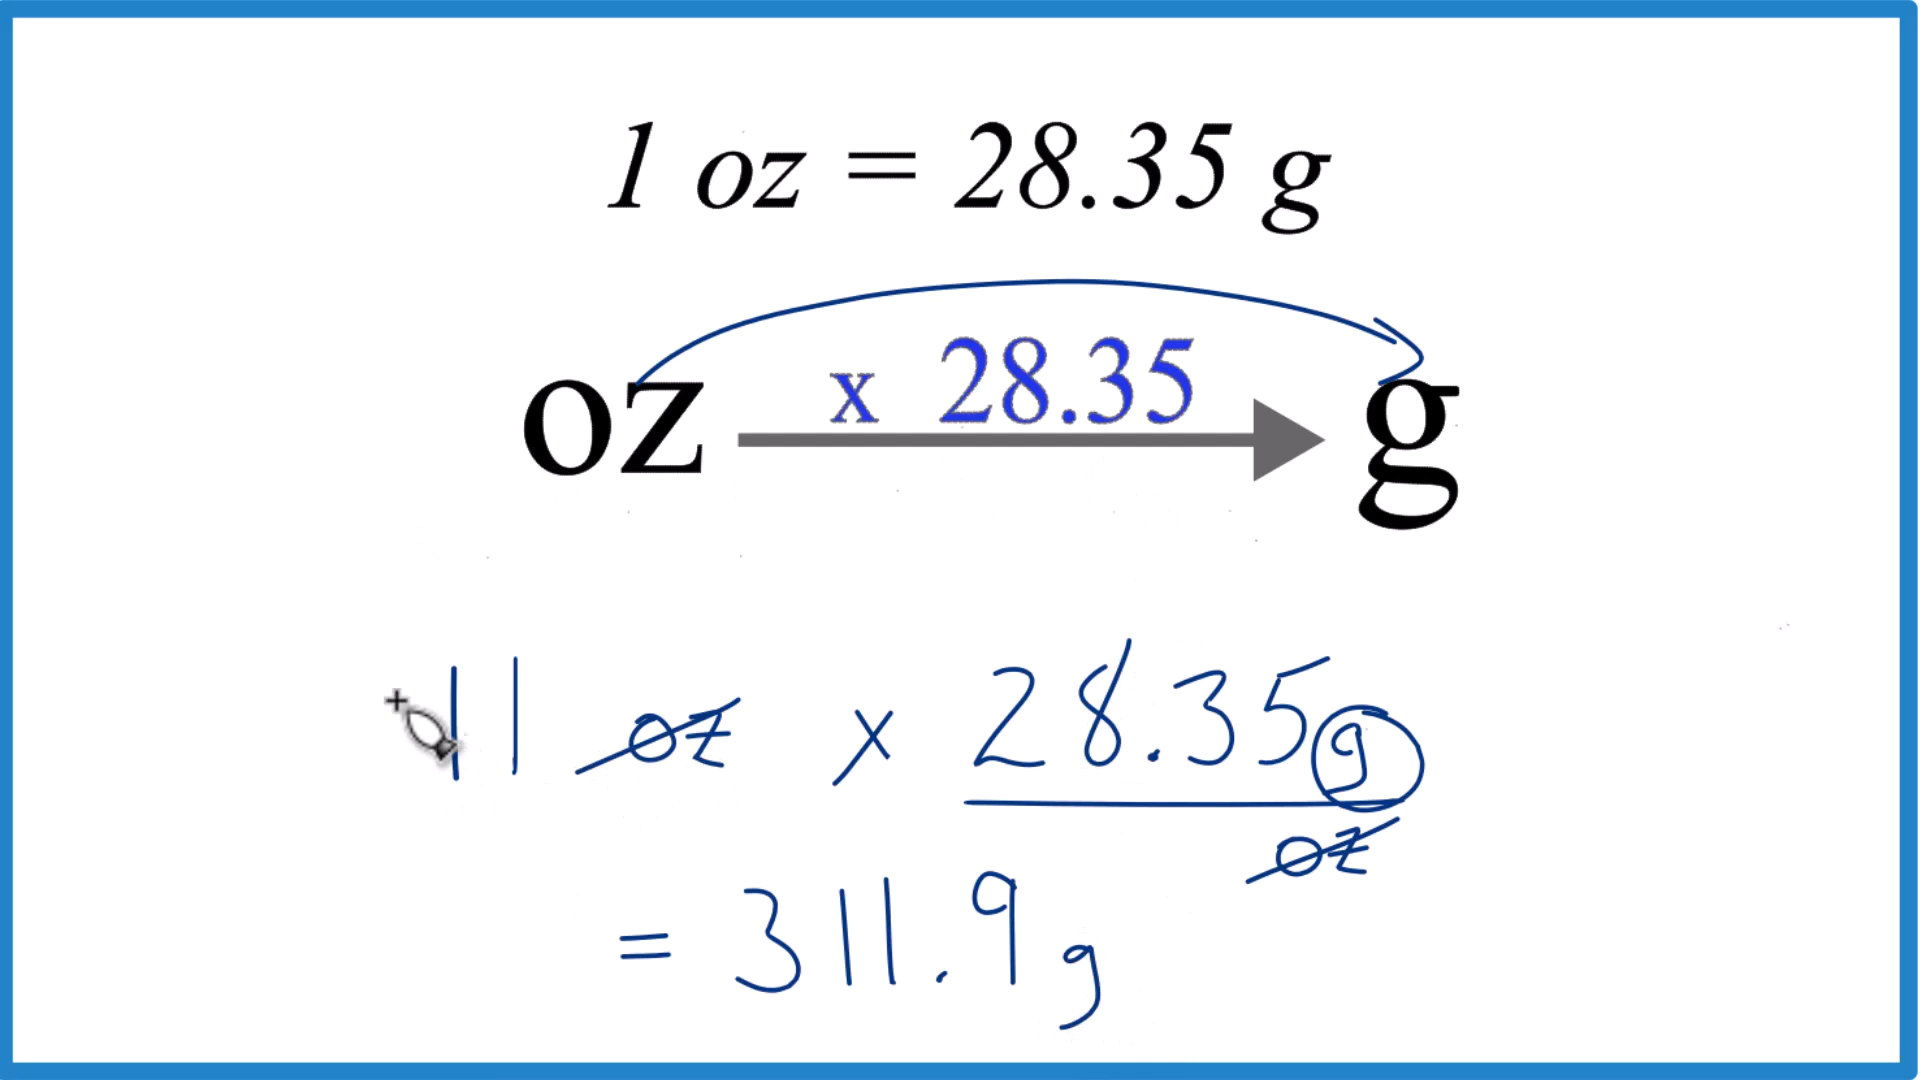 1 oz = 28.35 g
oz x 28.35 g
11 oz x 28.35 g
oz
= 311.9 g